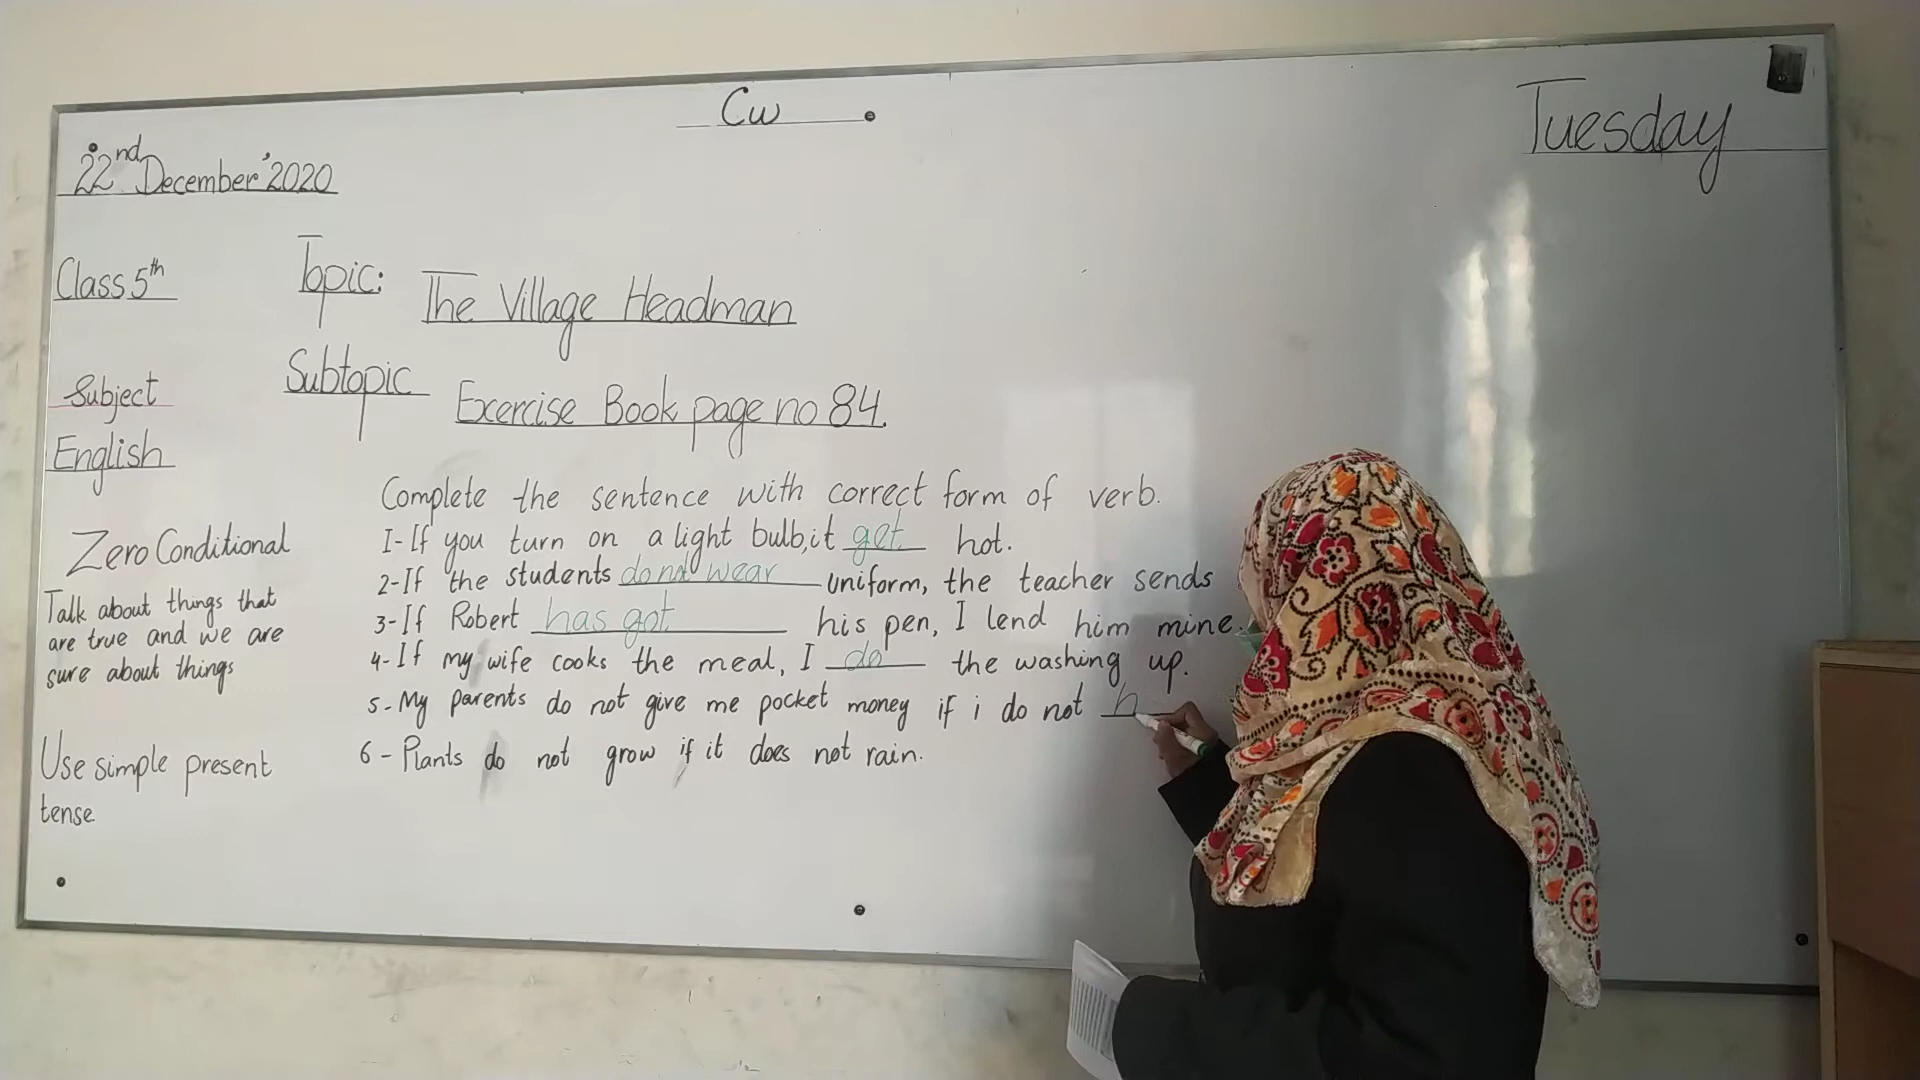 Cw
Tuesday
22nd December'2020
Class 5th
Topic: The Village Headman
Subject
English
Subtopic Exercise Book page no 84.
Complete the sentence with correct form of verb.
1-If you turn on a light bulb, it get hot.
2-If the students do not wear uniform, the teacher sends
3-If Robert has got his pen, I lend him mine.
4-If my wife cooks the meal, I do the washing up.
5-My parents do not give me pocket money if i do not h
6-Plants do not grow if it does not rain.
Zero Conditional
Talk about things that
are true and we are
sure about things
Use simple present
tense.